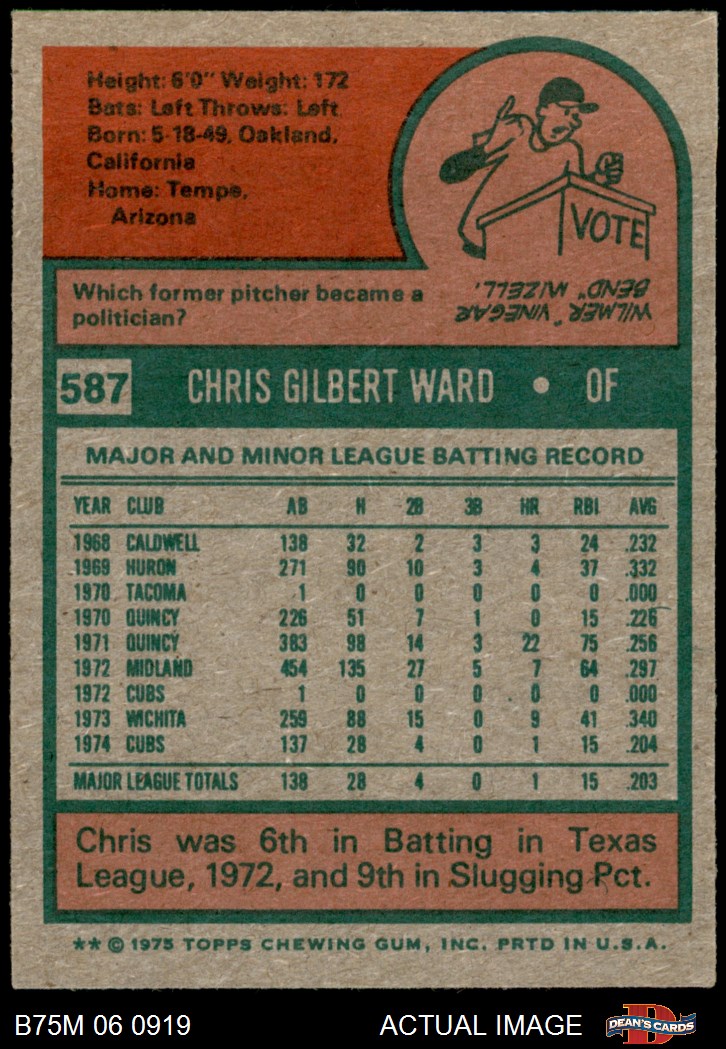 Height: 6'0" Weight: 172
Bats: Left Throws: Left
Born: 5-18-49, Oakland,
California
Home: Tempe,
Arizona
VOTE
Which former pitcher became a
politician?
WILMER "VINEGAR
BEND" MIZELL.
587 CHRIS GILBERT WARD • OF
MAJOR AND MINOR LEAGUE BATTING RECORD
YEAR CLUB AB H 2B 3B HR RBI AVG
1968 CALDWELL 138 32 2 3 3 24 .232
1969 HURON 271 90 10 3 4 37 .332
1970 TACOMA 1 0 0 0 0 0 .000
1970 QUINCY 226 51 7 1 0 15 .226
1971 QUINCY 383 98 14 3 22 75 .256
1972 MIDLAND 454 135 27 5 7 64 .297
1972 CUBS 1 0 0 0 0 0 .000
1973 WICHITA 259 88 15 0 9 41 .340
1974 CUBS 137 28 4 0 1 15 .204
MAJOR LEAGUE TOTALS 138 28 4 0 1 15 .203
Chris was 6th in Batting in Texas
League, 1972, and 9th in Slugging Pct.
** © 1975 TOPPS CHEWING GUM, INC. PRTD IN U.S.A.
B75M 06 0919 ACTUAL IMAGE DEAN'S CARDS